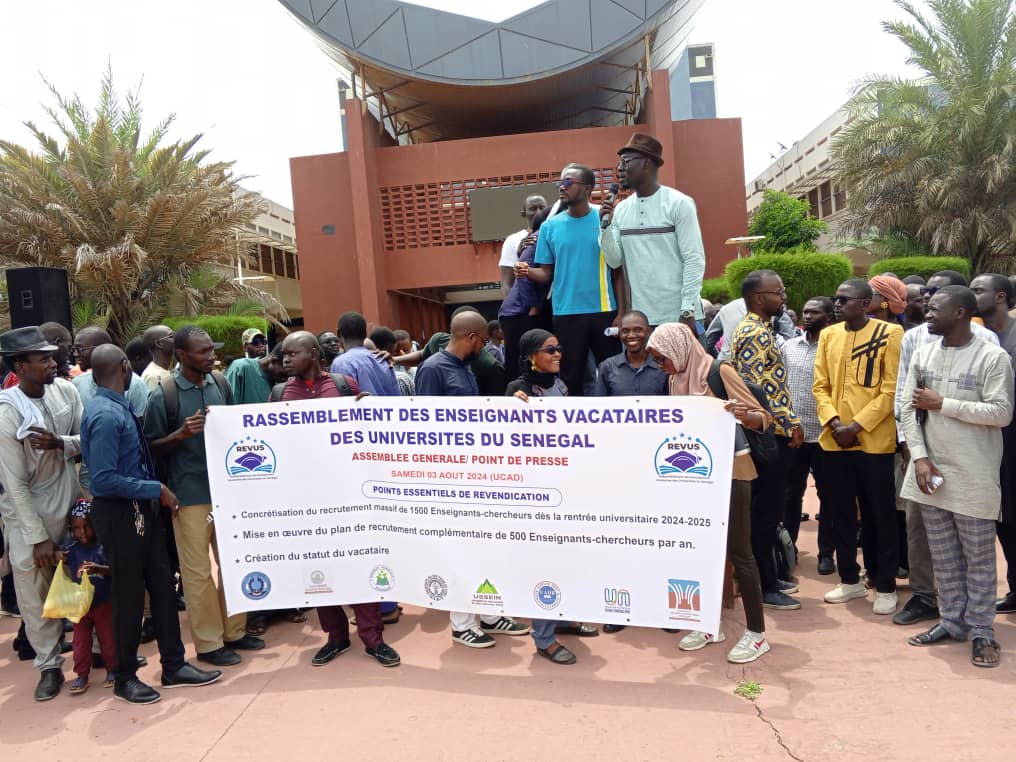 RASSEMBLEMENT DES ENSEIGNANTS VACATAIRES
DES UNIVERSITES DU SENEGAL
ASSEMBLEE GENERALE/ POINT DE PRESSE
SAMEDI 03 AOUT 2024 (UCAD)
REVUS
REVUS
POINTS ESSENTIELS DE REVENDICATION
★ Concrétisation du recrutement massif de 1500 Enseignants-chercheurs dès la rentrée universitaire 2024-2025
★ Mise en œuvre du plan de recrutement complémentaire de 500 Enseignants-chercheurs par an.
★ Création du statut du vacataire
USSEIN
UN